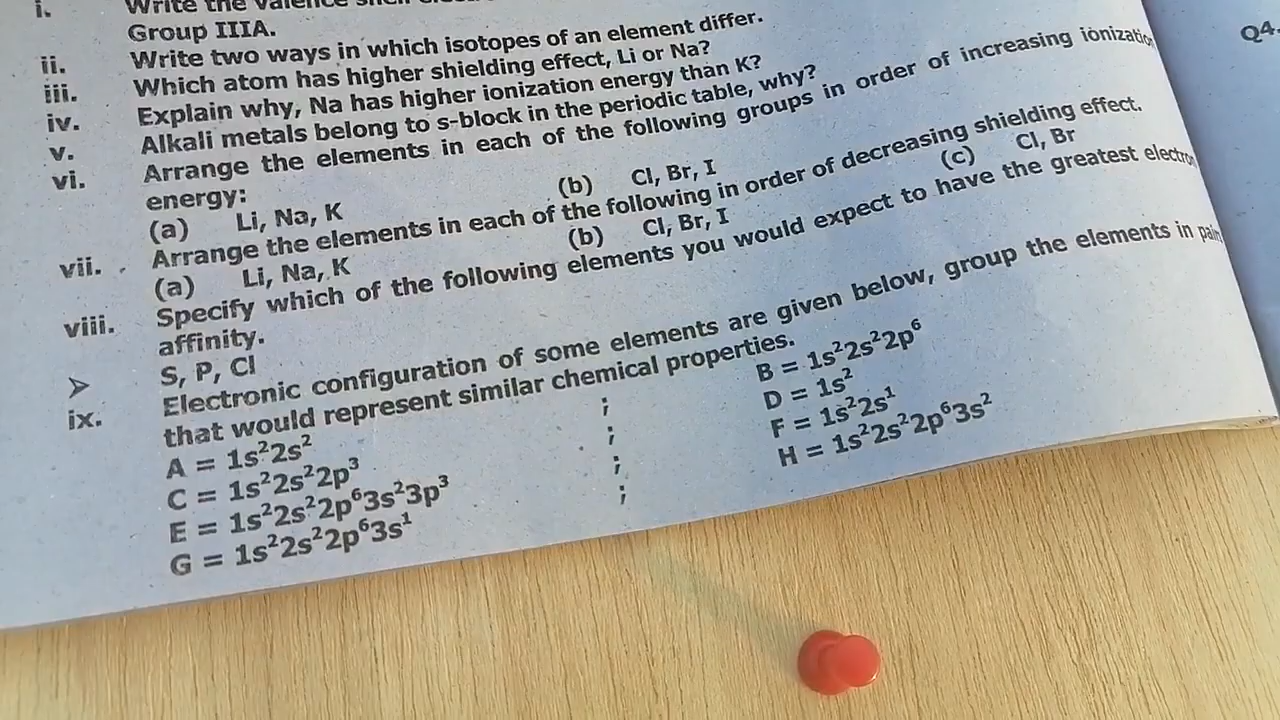 i. Write the valence shell
Group IIIA.
ii. Write two ways in which isotopes of an element differ.
iii. Which atom has higher shielding effect, Li or Na?
iv. Explain why, Na has higher ionization energy than K?
v. Alkali metals belong to s-block in the periodic table, why?
vi. Arrange the elements in each of the following groups in order of increasing ionization
energy:
(a) Li, Na, K (b) Cl, Br, I
vii. Arrange the elements in each of the following in order of decreasing shielding effect.
(a) Li, Na, K (b) Cl, Br, I (c) Cl, Br
viii. Specify which of the following elements you would expect to have the greatest electron
affinity.
➢ S, P, Cl
ix. Electronic configuration of some elements are given below, group the elements in pairs
that would represent similar chemical properties.
A = 1s²2s² ; B = 1s²2s²2p⁶
C = 1s²2s²2p³ ; D = 1s²
E = 1s²2s²2p⁶3s²3p³ ; F = 1s²2s¹
G = 1s²2s²2p⁶3s¹ ; H = 1s²2s²2p⁶3s²
Q4.